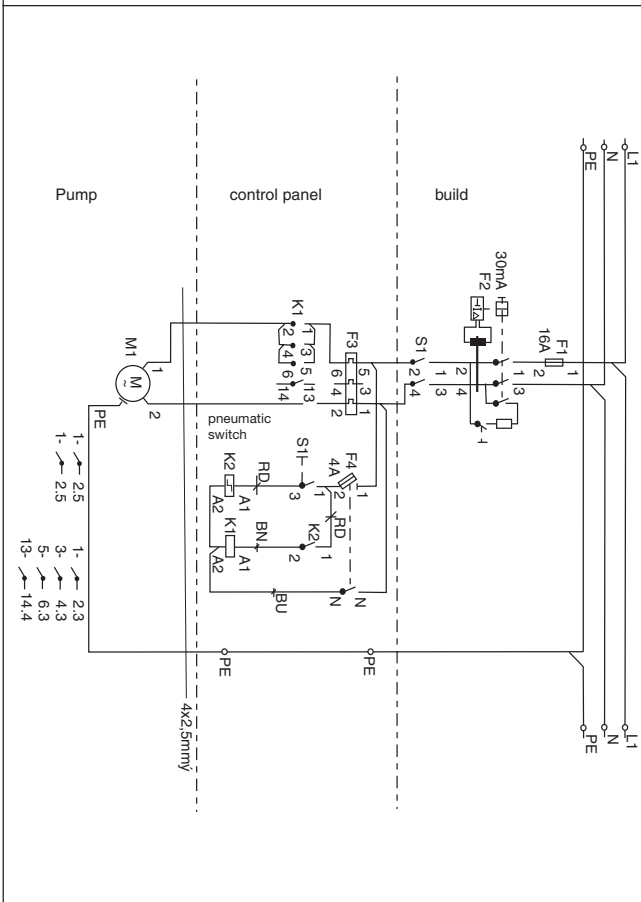 L1
N
PE
L1
N
PE
build
control panel
Pump
30mA
F2
F1
16A
1
2
1
2
3
4
S1
1
2
3
4
F3
5
3
1
6
4
2
K1
1
3
5
13
2
4
6
14
pneumatic
switch
F4
4A
1
2
N
N
S1
1
3
RD
RD
K2
1
2
K2
A1
A2
BN
K1
A1
A2
BU
PE
PE
M1
M
~
1
2
PE
4x2,5mmý
1- 2.5
1- 2.5
1- 2.3
3- 4.3
5- 6.3
13- 14.4